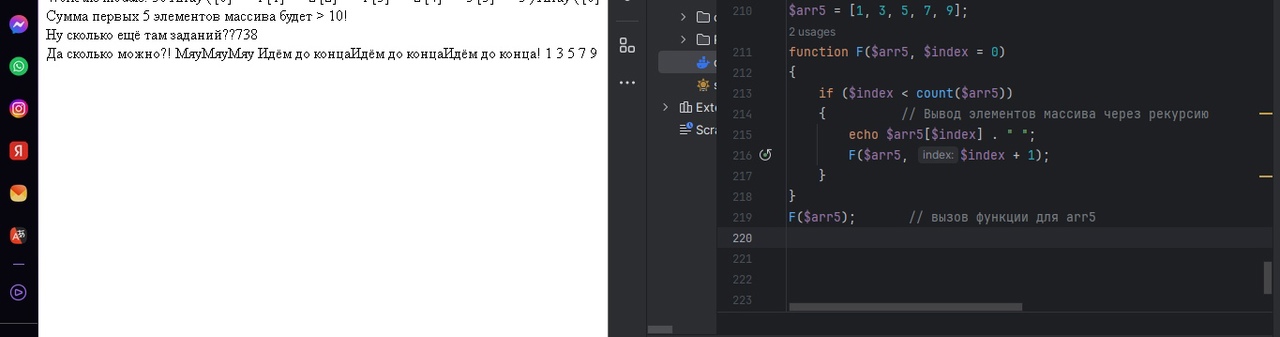 Сумма первых 5 элементов массива будет > 10!
Ну сколько ещё там заданий??738
Да сколько можно?! МяуМяуМяу Идём до концаИдём до концаИдём до конца! 1 3 5 7 9
210 $arr5 = [1, 3, 5, 7, 9];
2 usages
211 function F($arr5, $index = 0)
212 {
213 if ($index < count($arr5))
214 { // Вывод элементов массива через рекурсию
215 echo $arr5[$index] . " ";
216 F($arr5, index: $index + 1);
217 }
218 }
219 F($arr5); // вызов функции для arr5
220
221
222
223
Exte
Scra